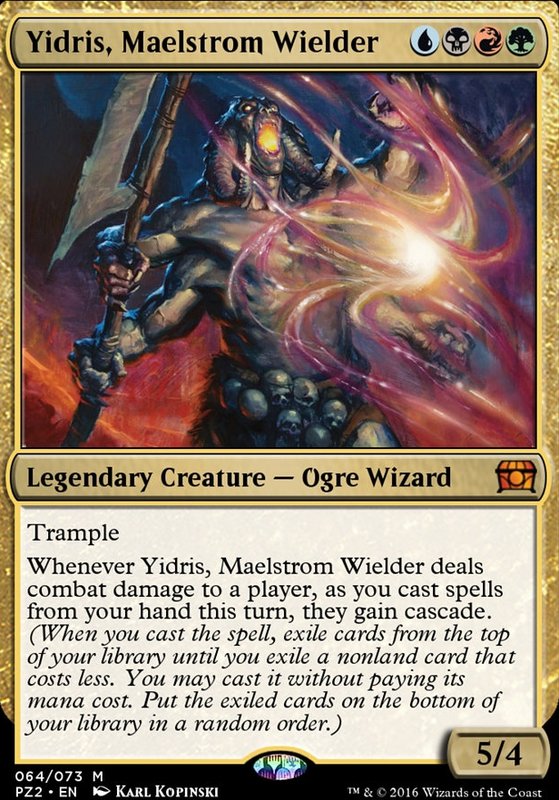 Yidris, Maelstrom Wielder
Legendary Creature — Ogre Wizard
Trample
Whenever Yidris, Maelstrom Wielder deals
combat damage to a player, as you cast spells
from your hand this turn, they gain cascade.
(When you cast the spell, exile cards from the top
of your library until you exile a nonland card that
costs less. You may cast it without paying its
mana cost. Put the exiled cards on the bottom of
your library in a random order.)
5/4
064/073 M
PZ2 • EN Karl Kopinski
™ & © 2016 Wizards of the Coast